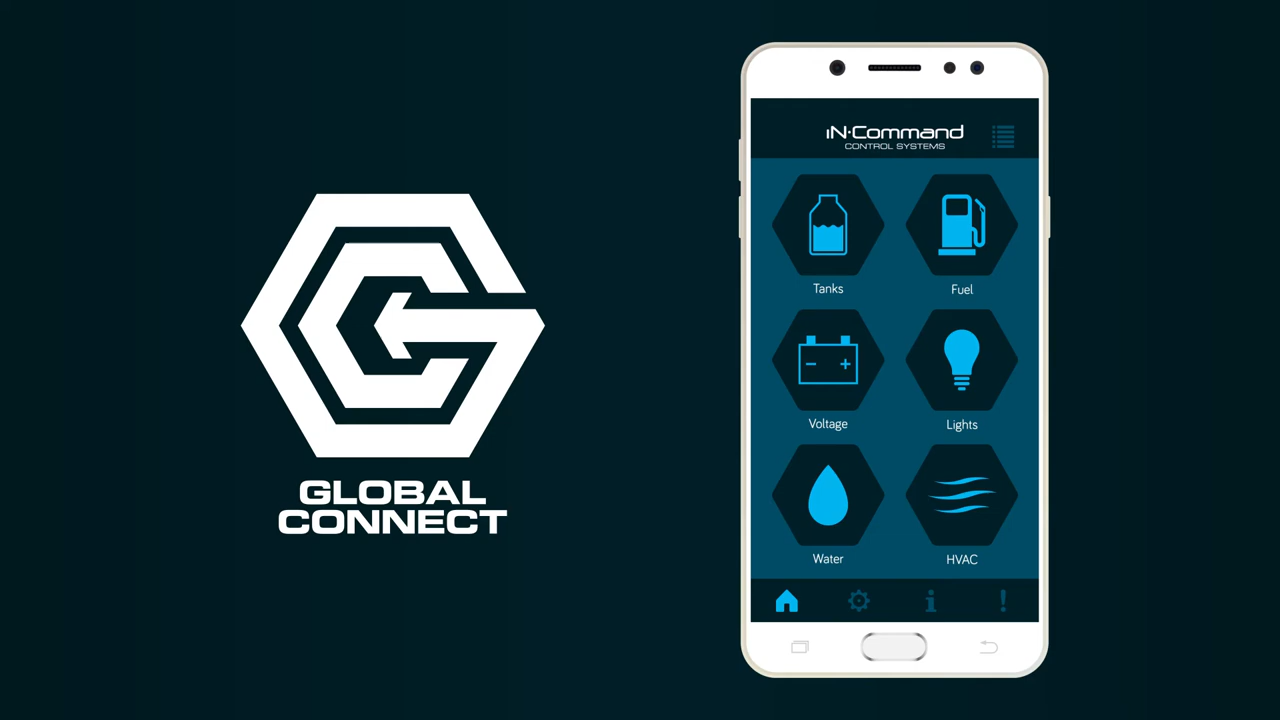 GLOBAL
CONNECT
iN·Command
CONTROL SYSTEMS
Tanks
Fuel
Voltage
Lights
Water
HVAC